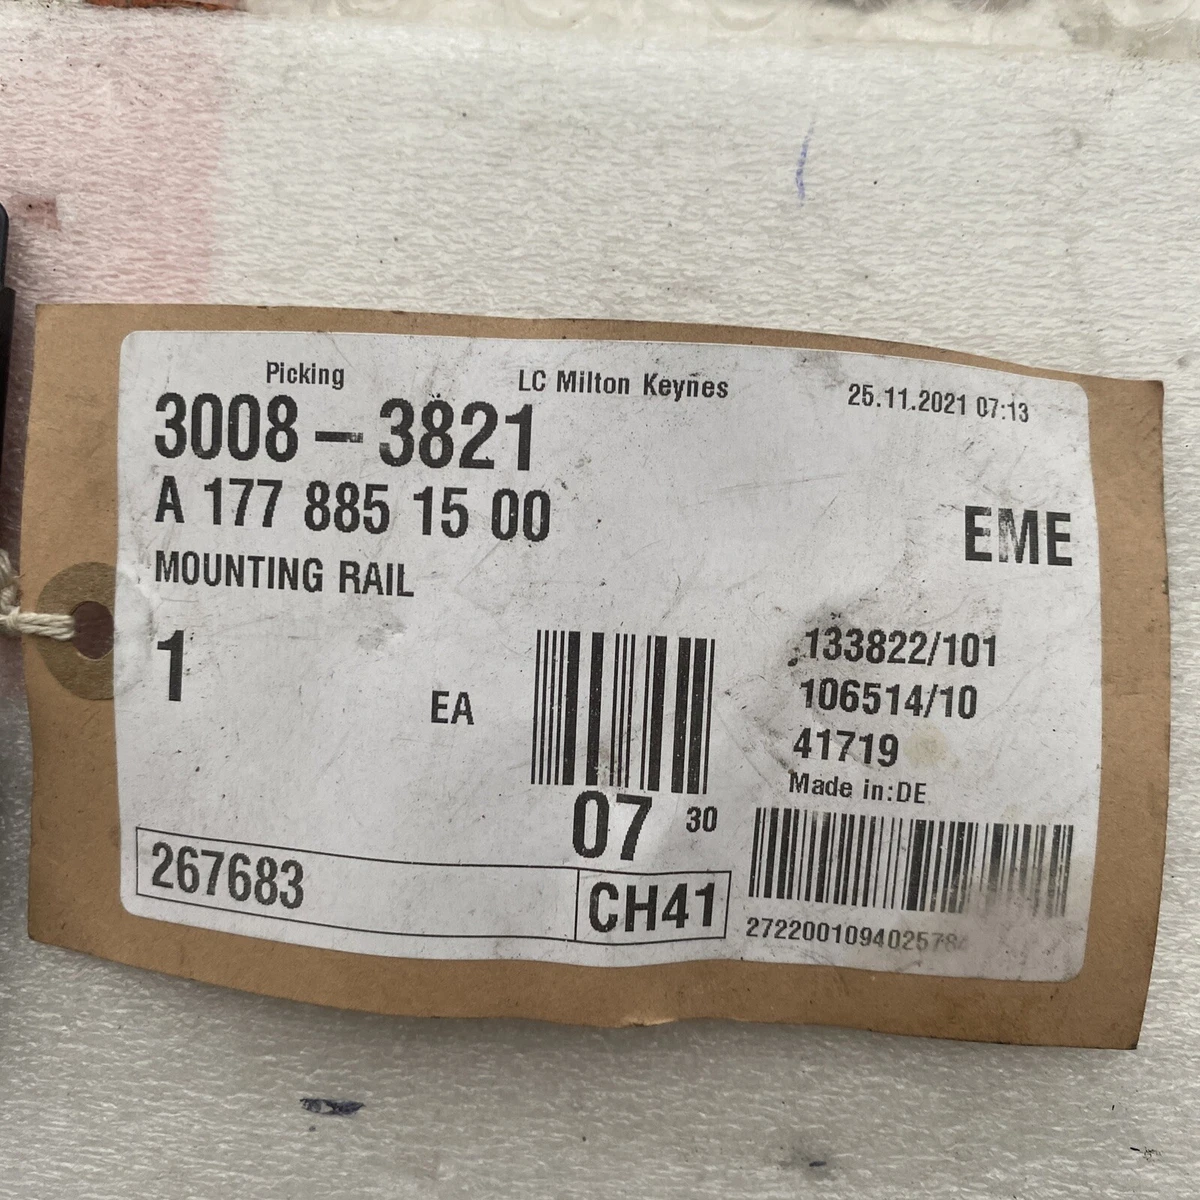 Picking LC Milton Keynes 25.11.2021 07:13
3008 – 3821
A 177 885 15 00
EME
MOUNTING RAIL
1 EA
133822/101
106514/10
41719
Made in:DE
07 30
267683 CH41